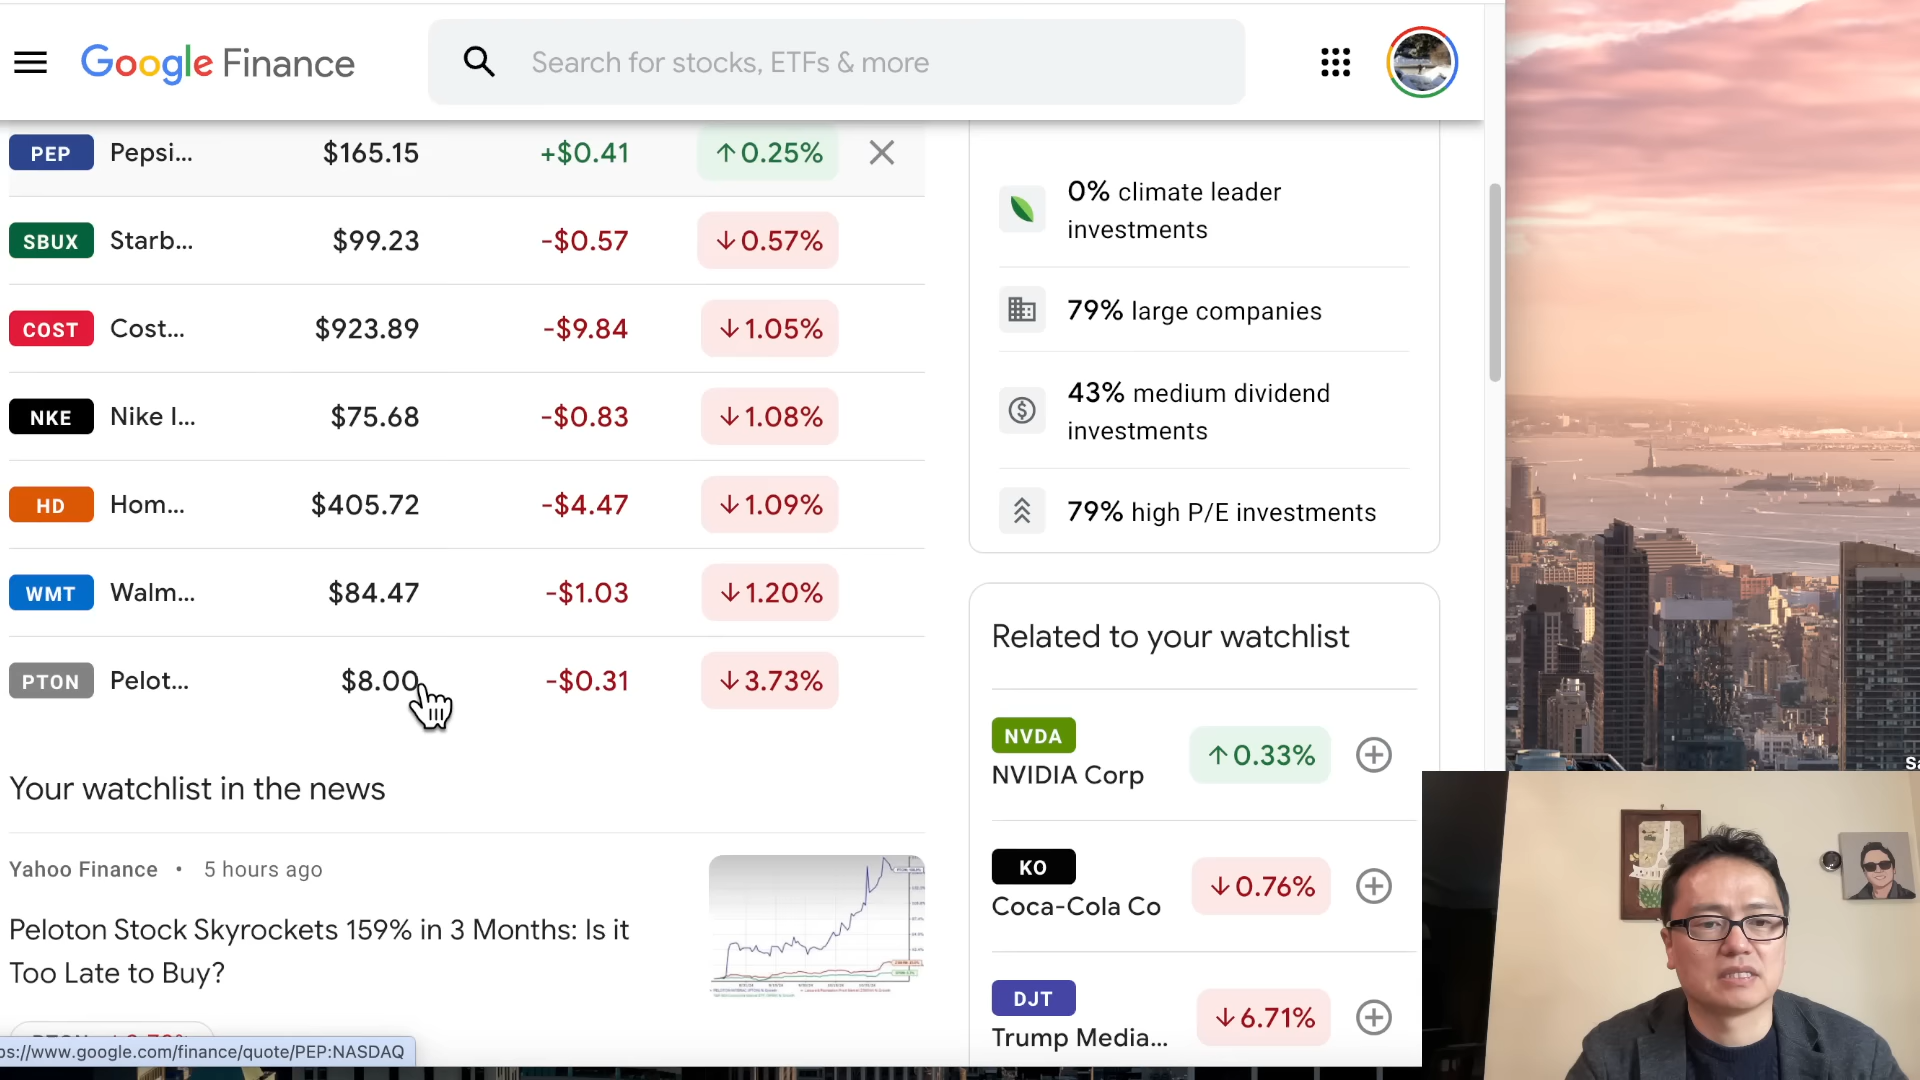 Google Finance
Search for stocks, ETFs & more
PEP Pepsi... $165.15 +$0.41 ↑0.25%
SBUX Starb... $99.23 -$0.57 ↓0.57%
COST Cost... $923.89 -$9.84 ↓1.05%
NKE Nike I... $75.68 -$0.83 ↓1.08%
HD Hom... $405.72 -$4.47 ↓1.09%
WMT Walm... $84.47 -$1.03 ↓1.20%
PTON Pelot... $8.00 -$0.31 ↓3.73%
Your watchlist in the news
Yahoo Finance • 5 hours ago
Peloton Stock Skyrockets 159% in 3 Months: Is it
Too Late to Buy?
ps://www.google.com/finance/quote/PEP:NASDAQ
0% climate leader
investments
79% large companies
43% medium dividend
investments
79% high P/E investments
Related to your watchlist
NVDA
NVIDIA Corp
↑0.33%
KO
Coca-Cola Co
↓0.76%
DJT
Trump Media...
↓6.71%